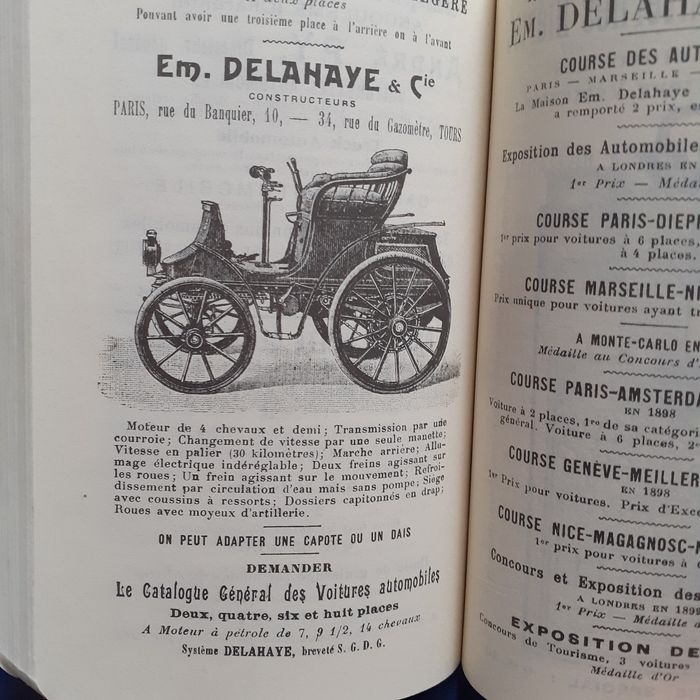 deux places
LÉGÈRE
Pouvant avoir une troisième place à l'arrière ou à l'avant
Em. DELAHAYE & Cie
CONSTRUCTEURS
PARIS, rue du Banquier, 10, — 34, rue du Gazomètre, TOURS
Moteur de 4 chevaux et demi; Transmission par une
courroie; Changement de vitesse par une seule manette;
Vitesse en palier (30 kilomètres); Marche arrière; Allu-
mage électrique indéréglable; Deux freins agissant sur
les roues; Un frein agissant sur le mouvement; Refroi-
dissement par circulation d'eau mais sans pompe; Siège
avec coussins à ressorts; Dossiers capitonnés en drap;
Roues avec moyeux d'artillerie.
ON PEUT ADAPTER UNE CAPOTE OU UN DAIS
DEMANDER
Le Catalogue Général des Voitures automobiles
Deux, quatre, six et huit places
A Moteur à pétrole de 7, 9 1/2, 14 chevaux
Système DELAHAYE, breveté S. G. D. G.
Em. DELAHA
COURSE DES AUT
PARIS — MARSEILLE —
La Maison Em. Delahaye
a remporté 2 prix, e
Exposition des Automobile
A LONDRES EN
1er Prix — Médai
COURSE PARIS-DIEP
1er prix pour voitures à 6 places,
à 4 places.
COURSE MARSEILLE-NI
Prix unique pour voitures ayant tr
A MONTE-CARLO EN
Médaille au Concours d'
COURSE PARIS-AMSTERDA
EN 1898
Voiture à 2 places, 1re de sa catégori
général. Voiture à 6 places, 2
COURSE GENÈVE-MEILLER
EN 1898
1er Prix pour voitures. Prix d'Exce
COURSE NICE-MAGAGNOSC-N
1er prix pour voitures à 6
Concours et Exposition des
A LONDRES EN 1899
1er Prix — Médaille d
EXPOSITION DE
Concours de Tourisme, 3 voitures
Médaille d'Or